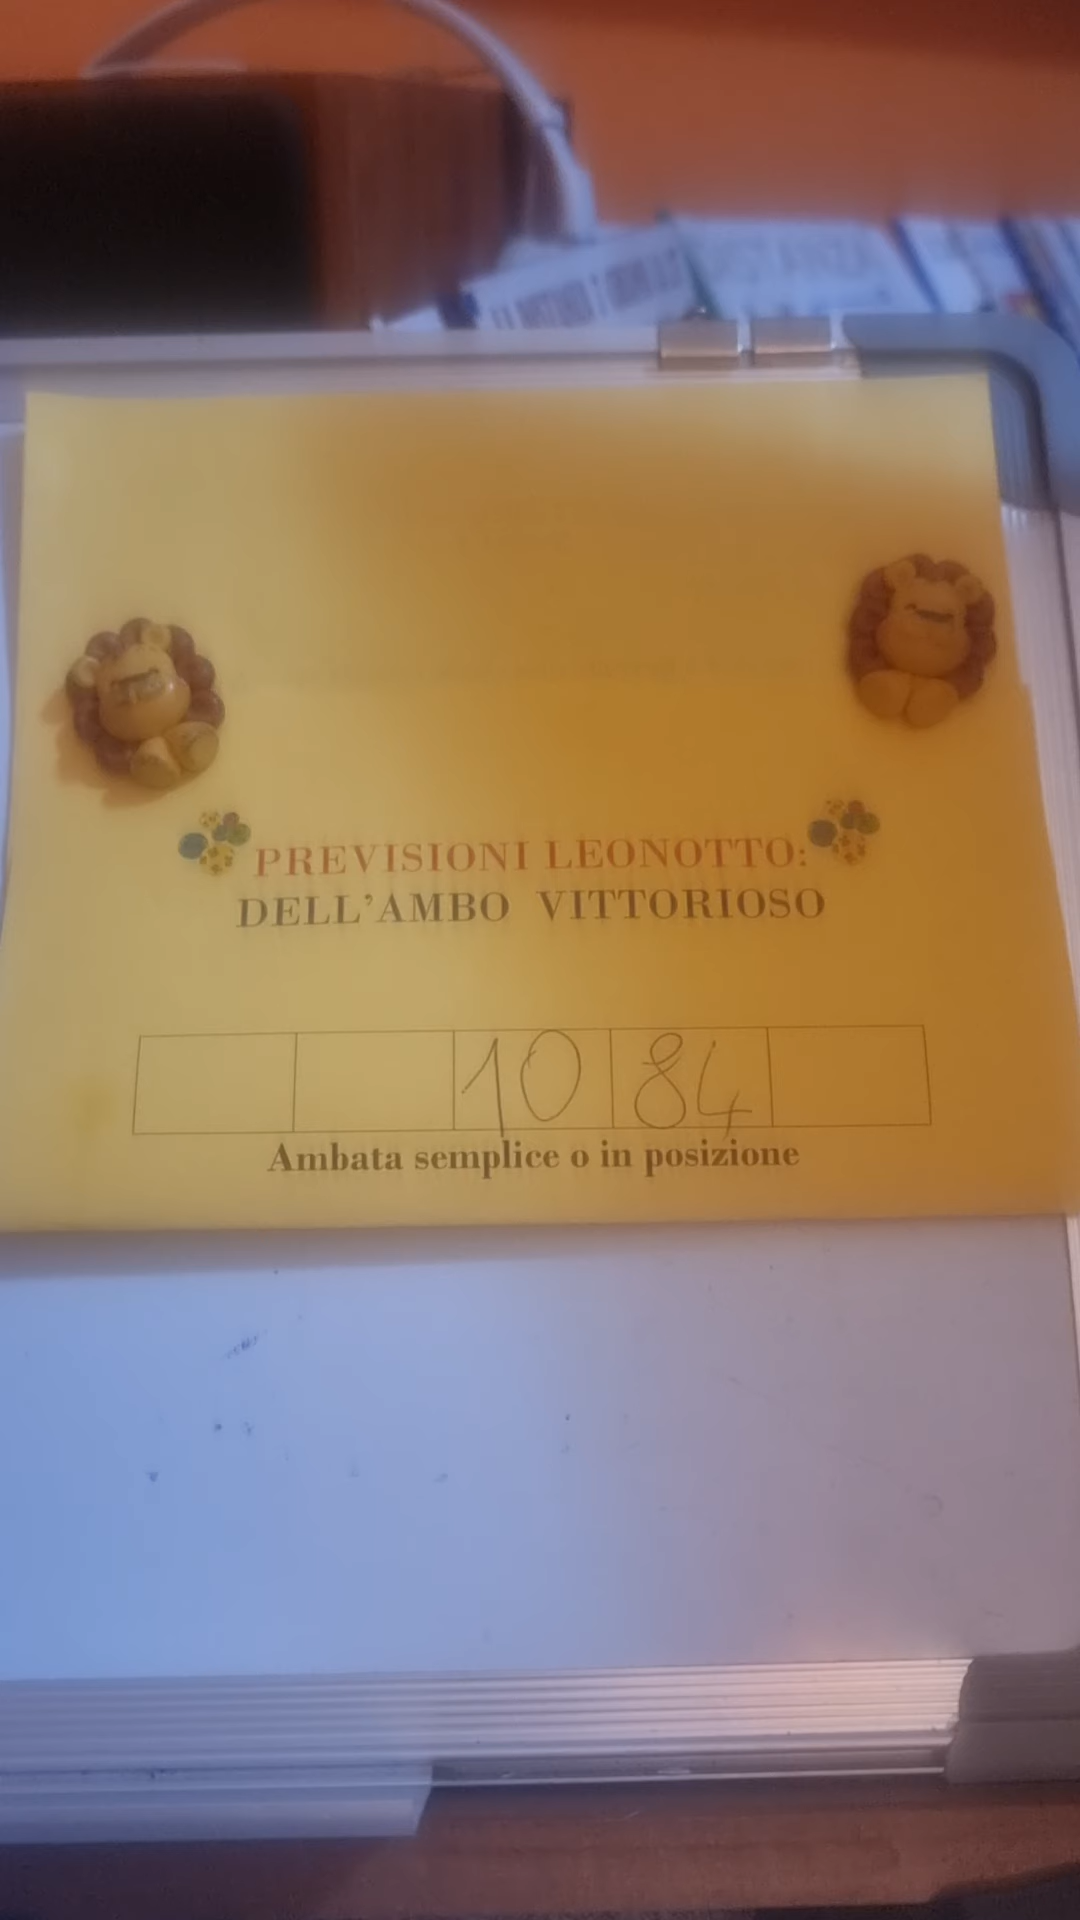 PREVISIONI LEONOTTO:
DELL'AMBO VITTORIOSO
10 84
Ambata semplice o in posizione